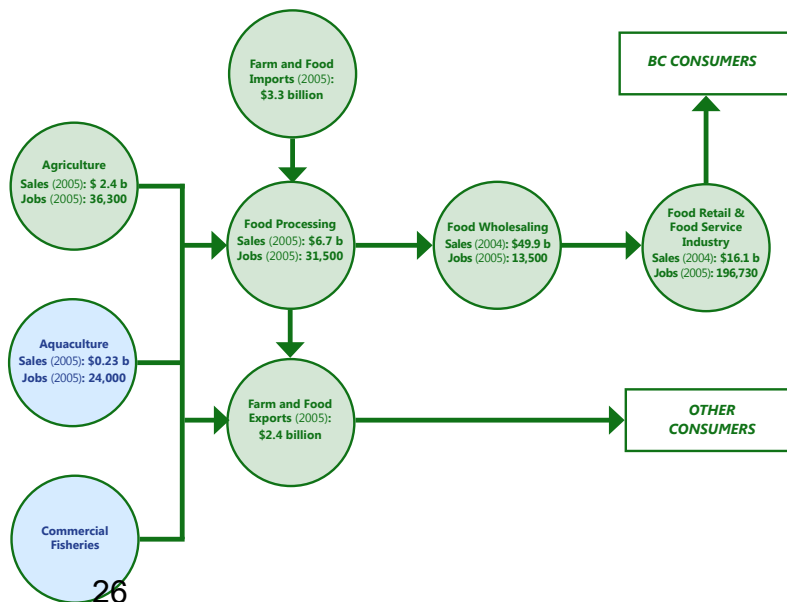 Farm and Food
Imports (2005):
$3.3 billion
BC CONSUMERS
Agriculture
Sales (2005): $ 2.4 b
Jobs (2005): 36,300
Food Processing
Sales (2005): $6.7 b
Jobs (2005): 31,500
Food Wholesaling
Sales (2004): $49.9 b
Jobs (2005): 13,500
Food Retail &
Food Service
Industry
Sales (2004): $16.1 b
Jobs (2005): 196,730
Aquaculture
Sales (2005): $0.23 b
Jobs (2005): 24,000
Farm and Food
Exports (2005):
$2.4 billion
OTHER
CONSUMERS
Commercial
Fisheries
26